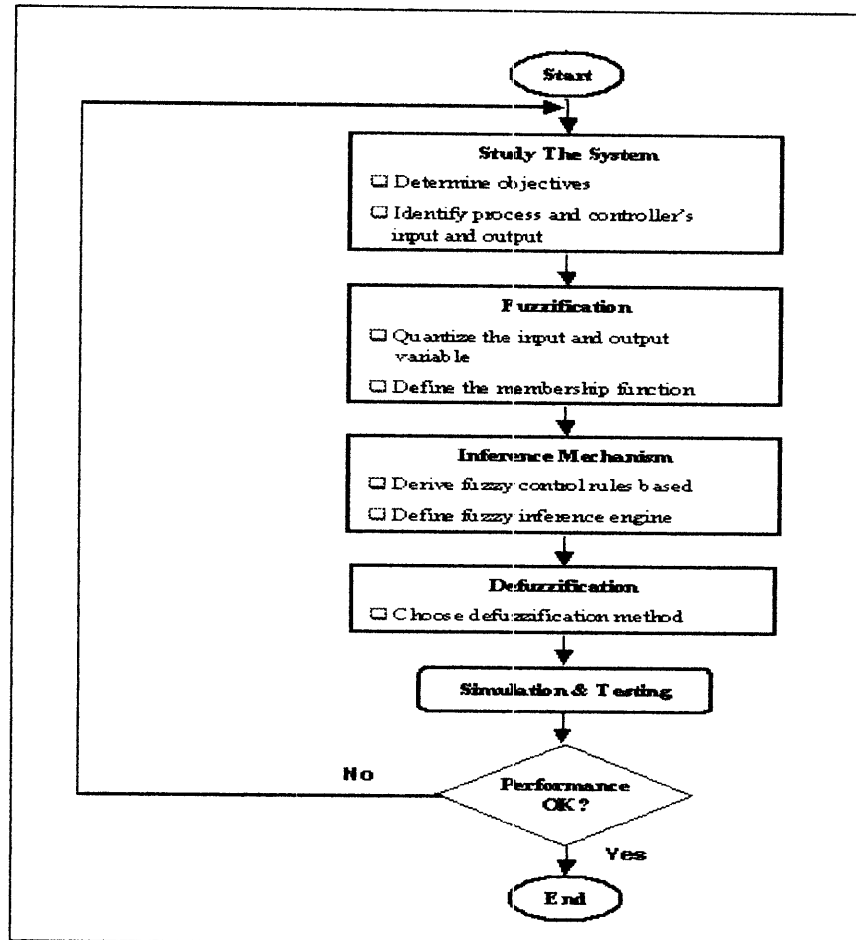 Start
Study The System
Determine objectives
Identify process and controller's
input and output
Fuzzification
Quantize the input and output
variable
Define the membership function
Inference Mechanism
Derive fuzzy control rules based
Define fuzzy inference engine
Defuzzification
Choose defuzzification method
Simulation & Testing
Performance
OK?
No
Yes
End